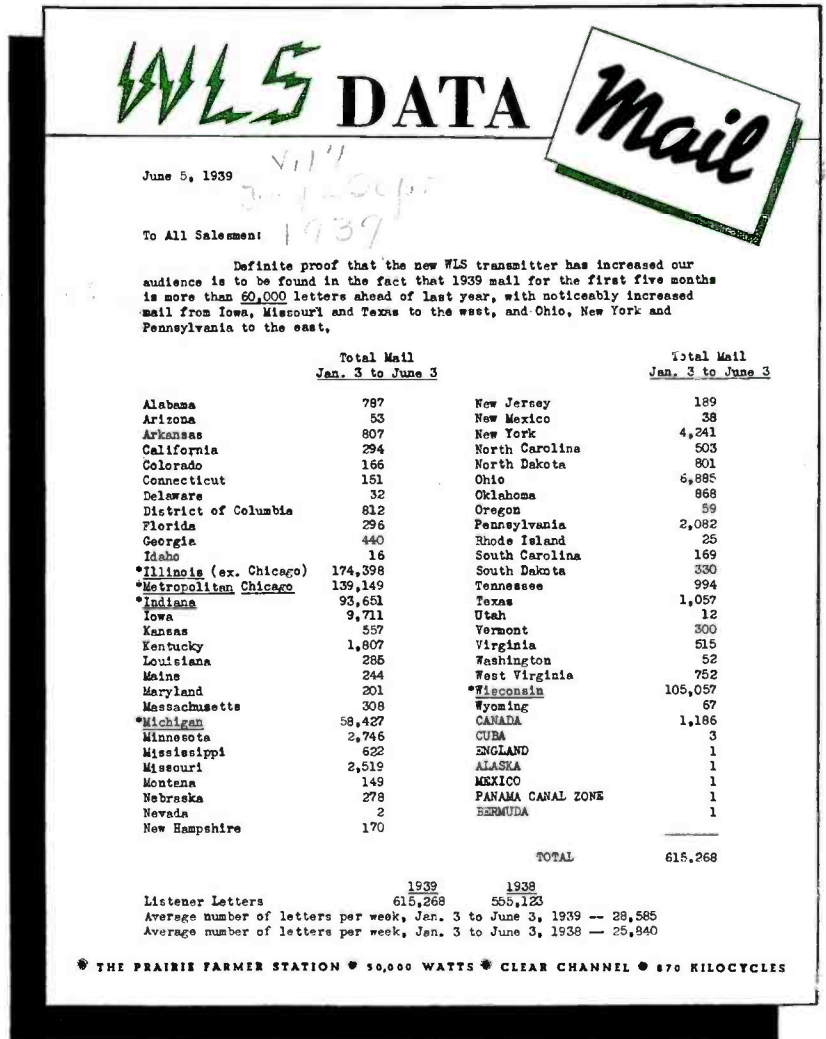 WLS DATA Mail
June 5, 1939
1939
To All Salesmen:
Definite proof that the new WLS transmitter has increased our
audience is to be found in the fact that 1939 mail for the first five months
is more than 60,000 letters ahead of last year, with noticeably increased
mail from Iowa, Missouri and Texas to the west, and Ohio, New York and
Pennsylvania to the east.
Total Mail
Jan. 3 to June 3
Alabama 787
Arizona 53
Arkansas 807
California 294
Colorado 166
Connecticut 151
Delaware 32
District of Columbia 812
Florida 296
Georgia 440
Idaho 16
*Illinois (ex. Chicago) 174,398
*Metropolitan Chicago 139,149
*Indiana 93,651
Iowa 9,711
Kansas 557
Kentucky 1,807
Louisiana 285
Maine 244
Maryland 201
Massachusetts 308
*Michigan 58,427
Minnesota 2,746
Mississippi 622
Missouri 2,519
Montana 149
Nebraska 278
Nevada 2
New Hampshire 170
Total Mail
Jan. 3 to June 3
New Jersey 189
New Mexico 38
New York 4,241
North Carolina 503
North Dakota 801
Ohio 6,885
Oklahoma 868
Oregon 59
Pennsylvania 2,082
Rhode Island 25
South Carolina 169
South Dakota 330
Tennessee 994
Texas 1,057
Utah 12
Vermont 300
Virginia 515
Washington 52
West Virginia 752
*Wisconsin 105,057
Wyoming 67
CANADA 1,186
CUBA 3
ENGLAND 1
ALASKA 1
MEXICO 1
PANAMA CANAL ZONE 1
BERMUDA 1
TOTAL 615,268
1939 1938
Listener Letters 615,268 555,123
Average number of letters per week, Jan. 3 to June 3, 1939 -- 28,585
Average number of letters per week, Jan. 3 to June 3, 1938 -- 25,840
THE PRAIRIE FARMER STATION * 50,000 WATTS * CLEAR CHANNEL * 870 KILOCYCLES